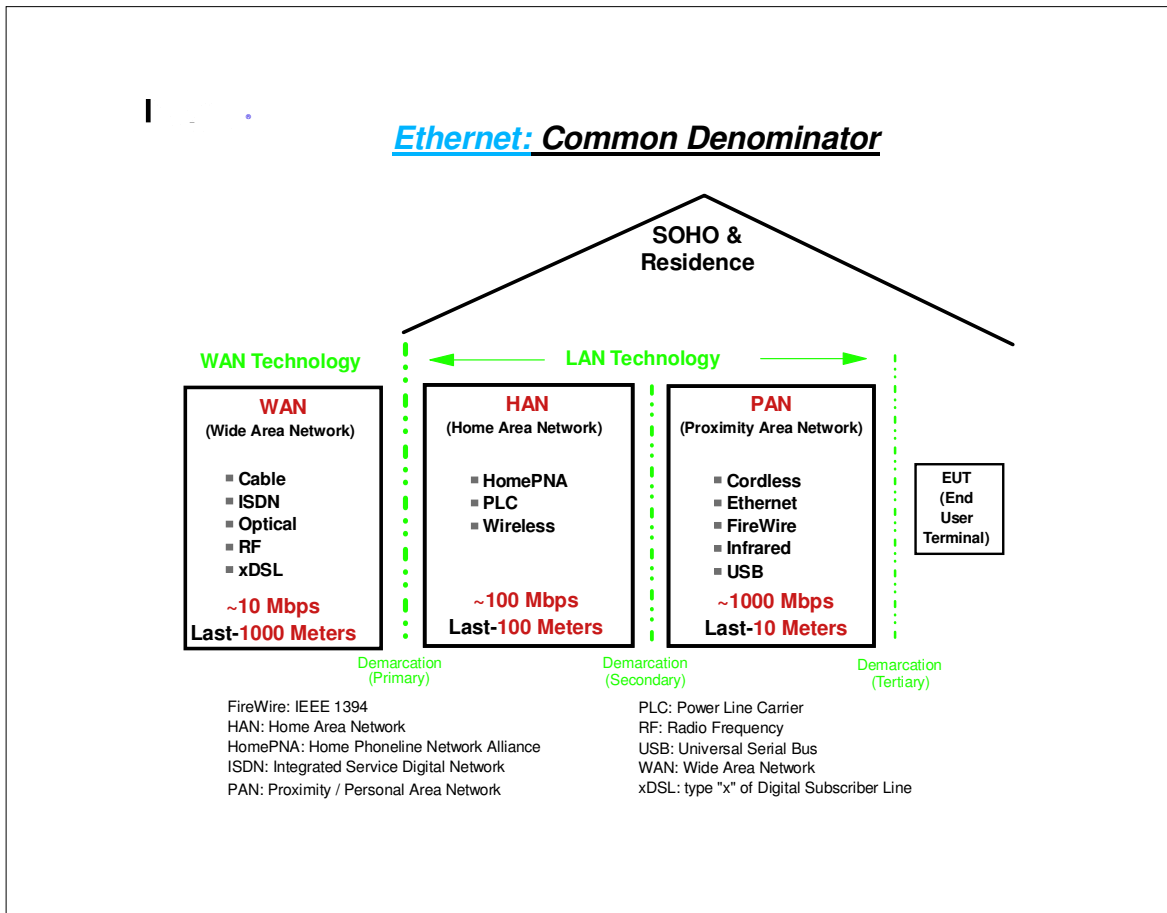 ®
Ethernet: Common Denominator
SOHO &
Residence
WAN Technology
LAN Technology
WAN
(Wide Area Network)
Cable
ISDN
Optical
RF
xDSL
~10 Mbps
Last-1000 Meters
HAN
(Home Area Network)
HomePNA
PLC
Wireless
~100 Mbps
Last-100 Meters
PAN
(Proximity Area Network)
Cordless
Ethernet
FireWire
Infrared
USB
~1000 Mbps
Last-10 Meters
EUT
(End
User
Terminal)
Demarcation
(Primary)
Demarcation
(Secondary)
Demarcation
(Tertiary)
FireWire: IEEE 1394
HAN: Home Area Network
HomePNA: Home Phoneline Network Alliance
ISDN: Integrated Service Digital Network
PAN: Proximity / Personal Area Network
PLC: Power Line Carrier
RF: Radio Frequency
USB: Universal Serial Bus
WAN: Wide Area Network
xDSL: type "x" of Digital Subscriber Line